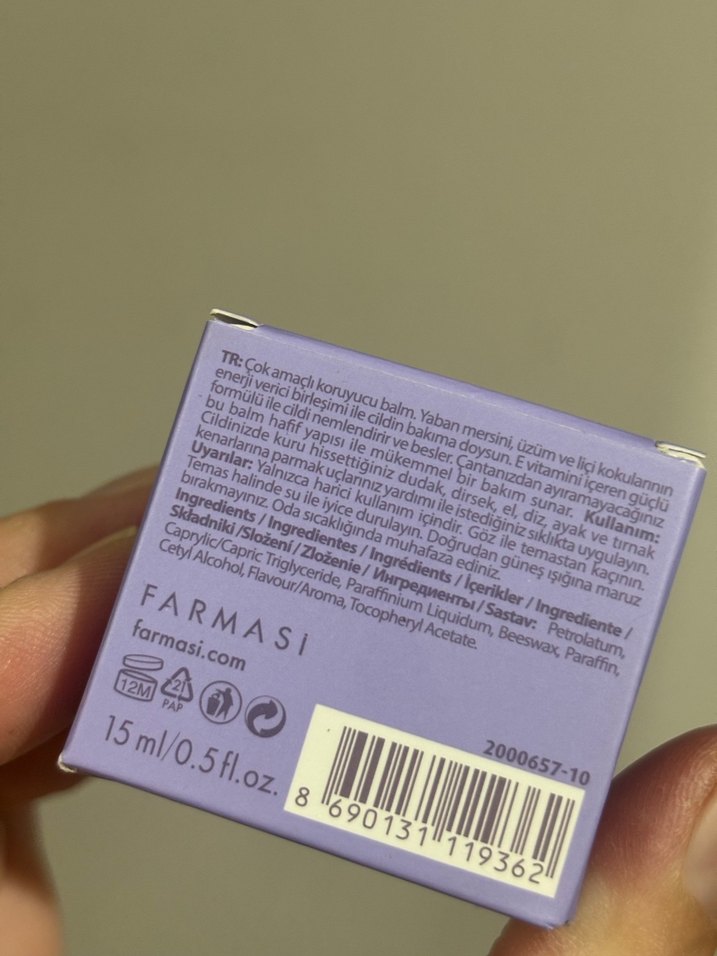 TR: Çok amaçlı koruyucu balm. Yaban mersini, üzüm ve liçi kokularının
enerji verici birleşimi ile cildin bakıma doysun. E vitamini içeren güçlü
formülü ile cildi nemlendirir ve besler. Çantanızdan ayıramayacağınız
bu balm hafif yapısı ile mükemmel bir bakım sunar. Kullanım:
Cildinizde kuru hissettiğiniz dudak, dirsek, el, diz, ayak ve tırnak
kenarlarına parmak uçlarınız yardımı ile istediğiniz sıklıkta uygulayın.
Uyarılar: Yalnızca harici kullanım içindir. Göz ile temastan kaçının.
Temas halinde su ile iyice durulayın. Doğrudan güneş ışığına maruz
bırakmayınız. Oda sıcaklığında muhafaza ediniz.
Ingredients / Ingredientes / Ingrédients / İçerikler / Ingrediente /
Składniki /Složení / Zloženie / Ингредиенты / Sastav: Petrolatum,
Caprylic/Capric Triglyceride, Paraffinium Liquidum, Beeswax, Paraffin,
Cetyl Alcohol, Flavour/Aroma, Tocopheryl Acetate.
FARMASi
farmasi.com
12M 21 PAP
15 ml/0.5 fl.oz.
2000657-10
8 690131 119362